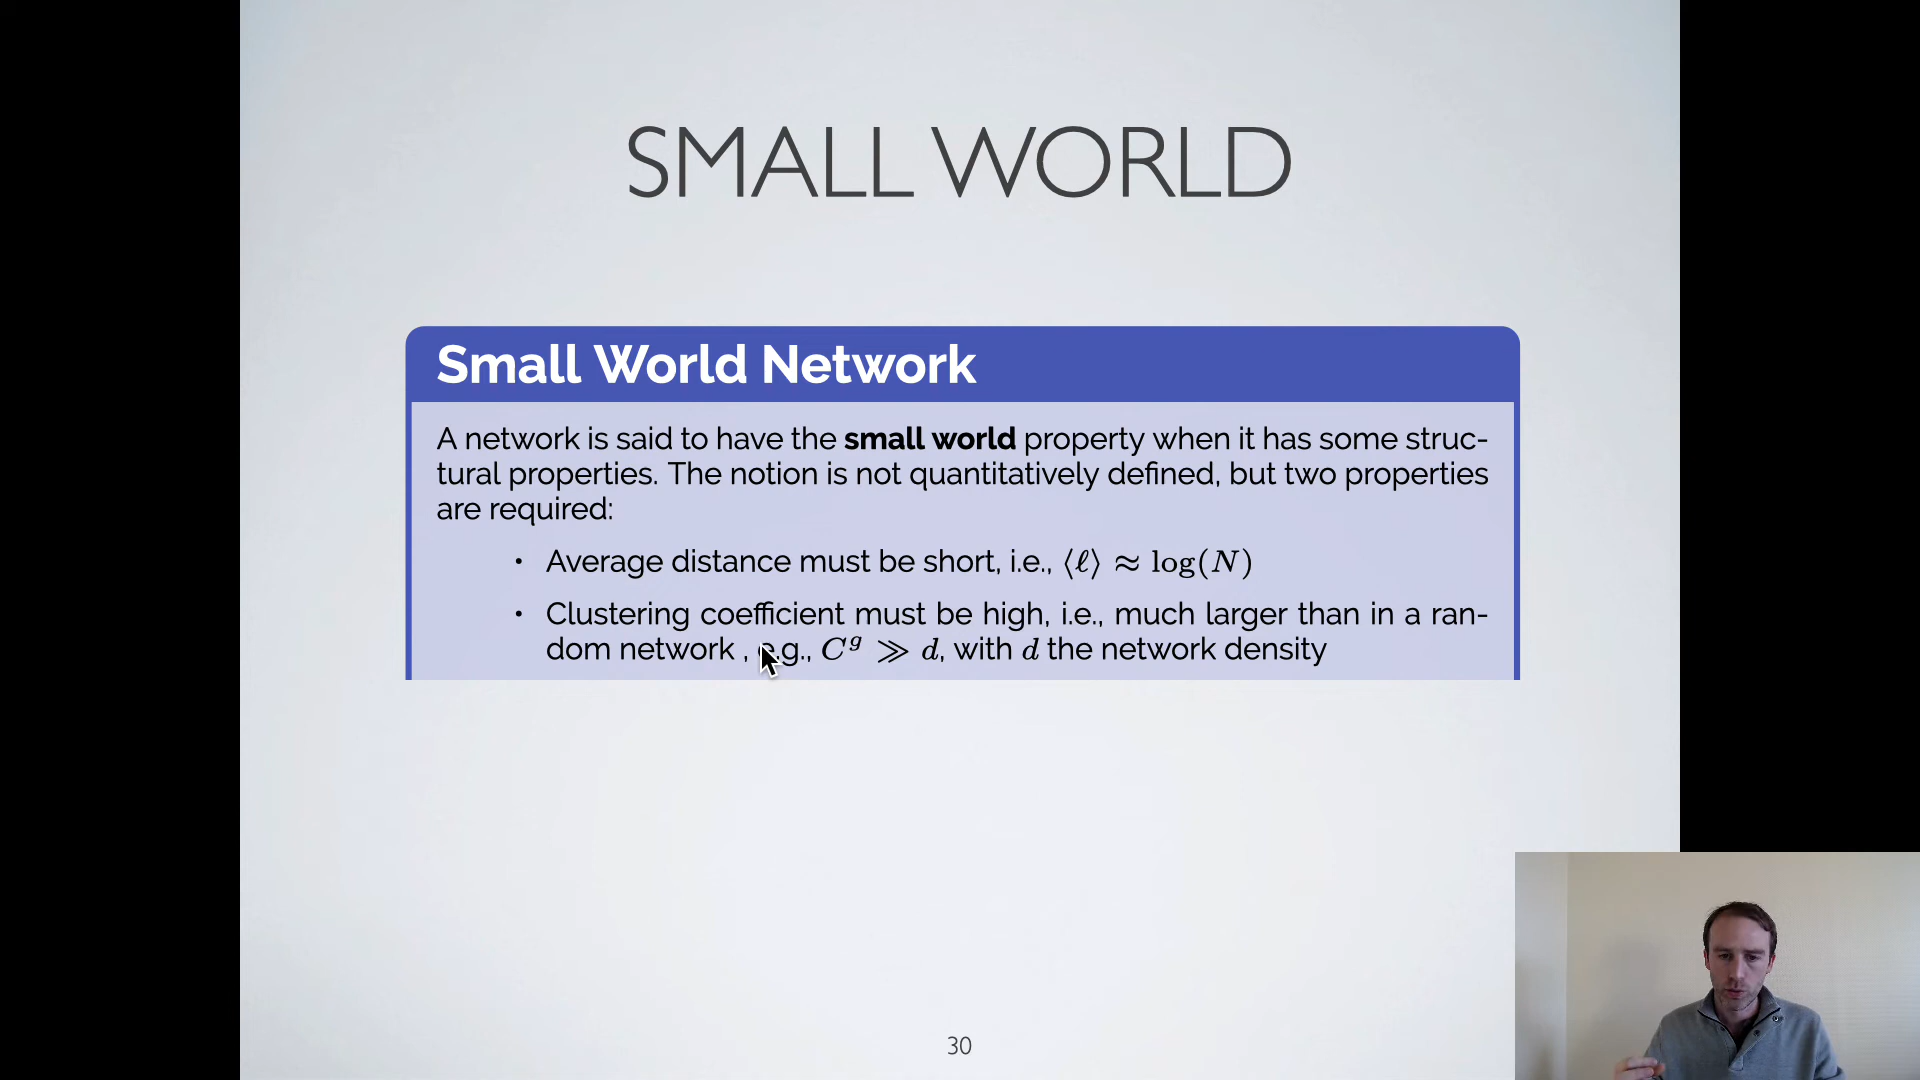 SMALL WORLD
Small World Network
A network is said to have the small world property when it has some struc-
tural properties. The notion is not quantitatively defined, but two properties
are required:
• Average distance must be short, i.e., ⟨ℓ⟩ ≈ log(N)
• Clustering coefficient must be high, i.e., much larger than in a ran-
dom network , e.g., C^g ≫ d, with d the network density
30